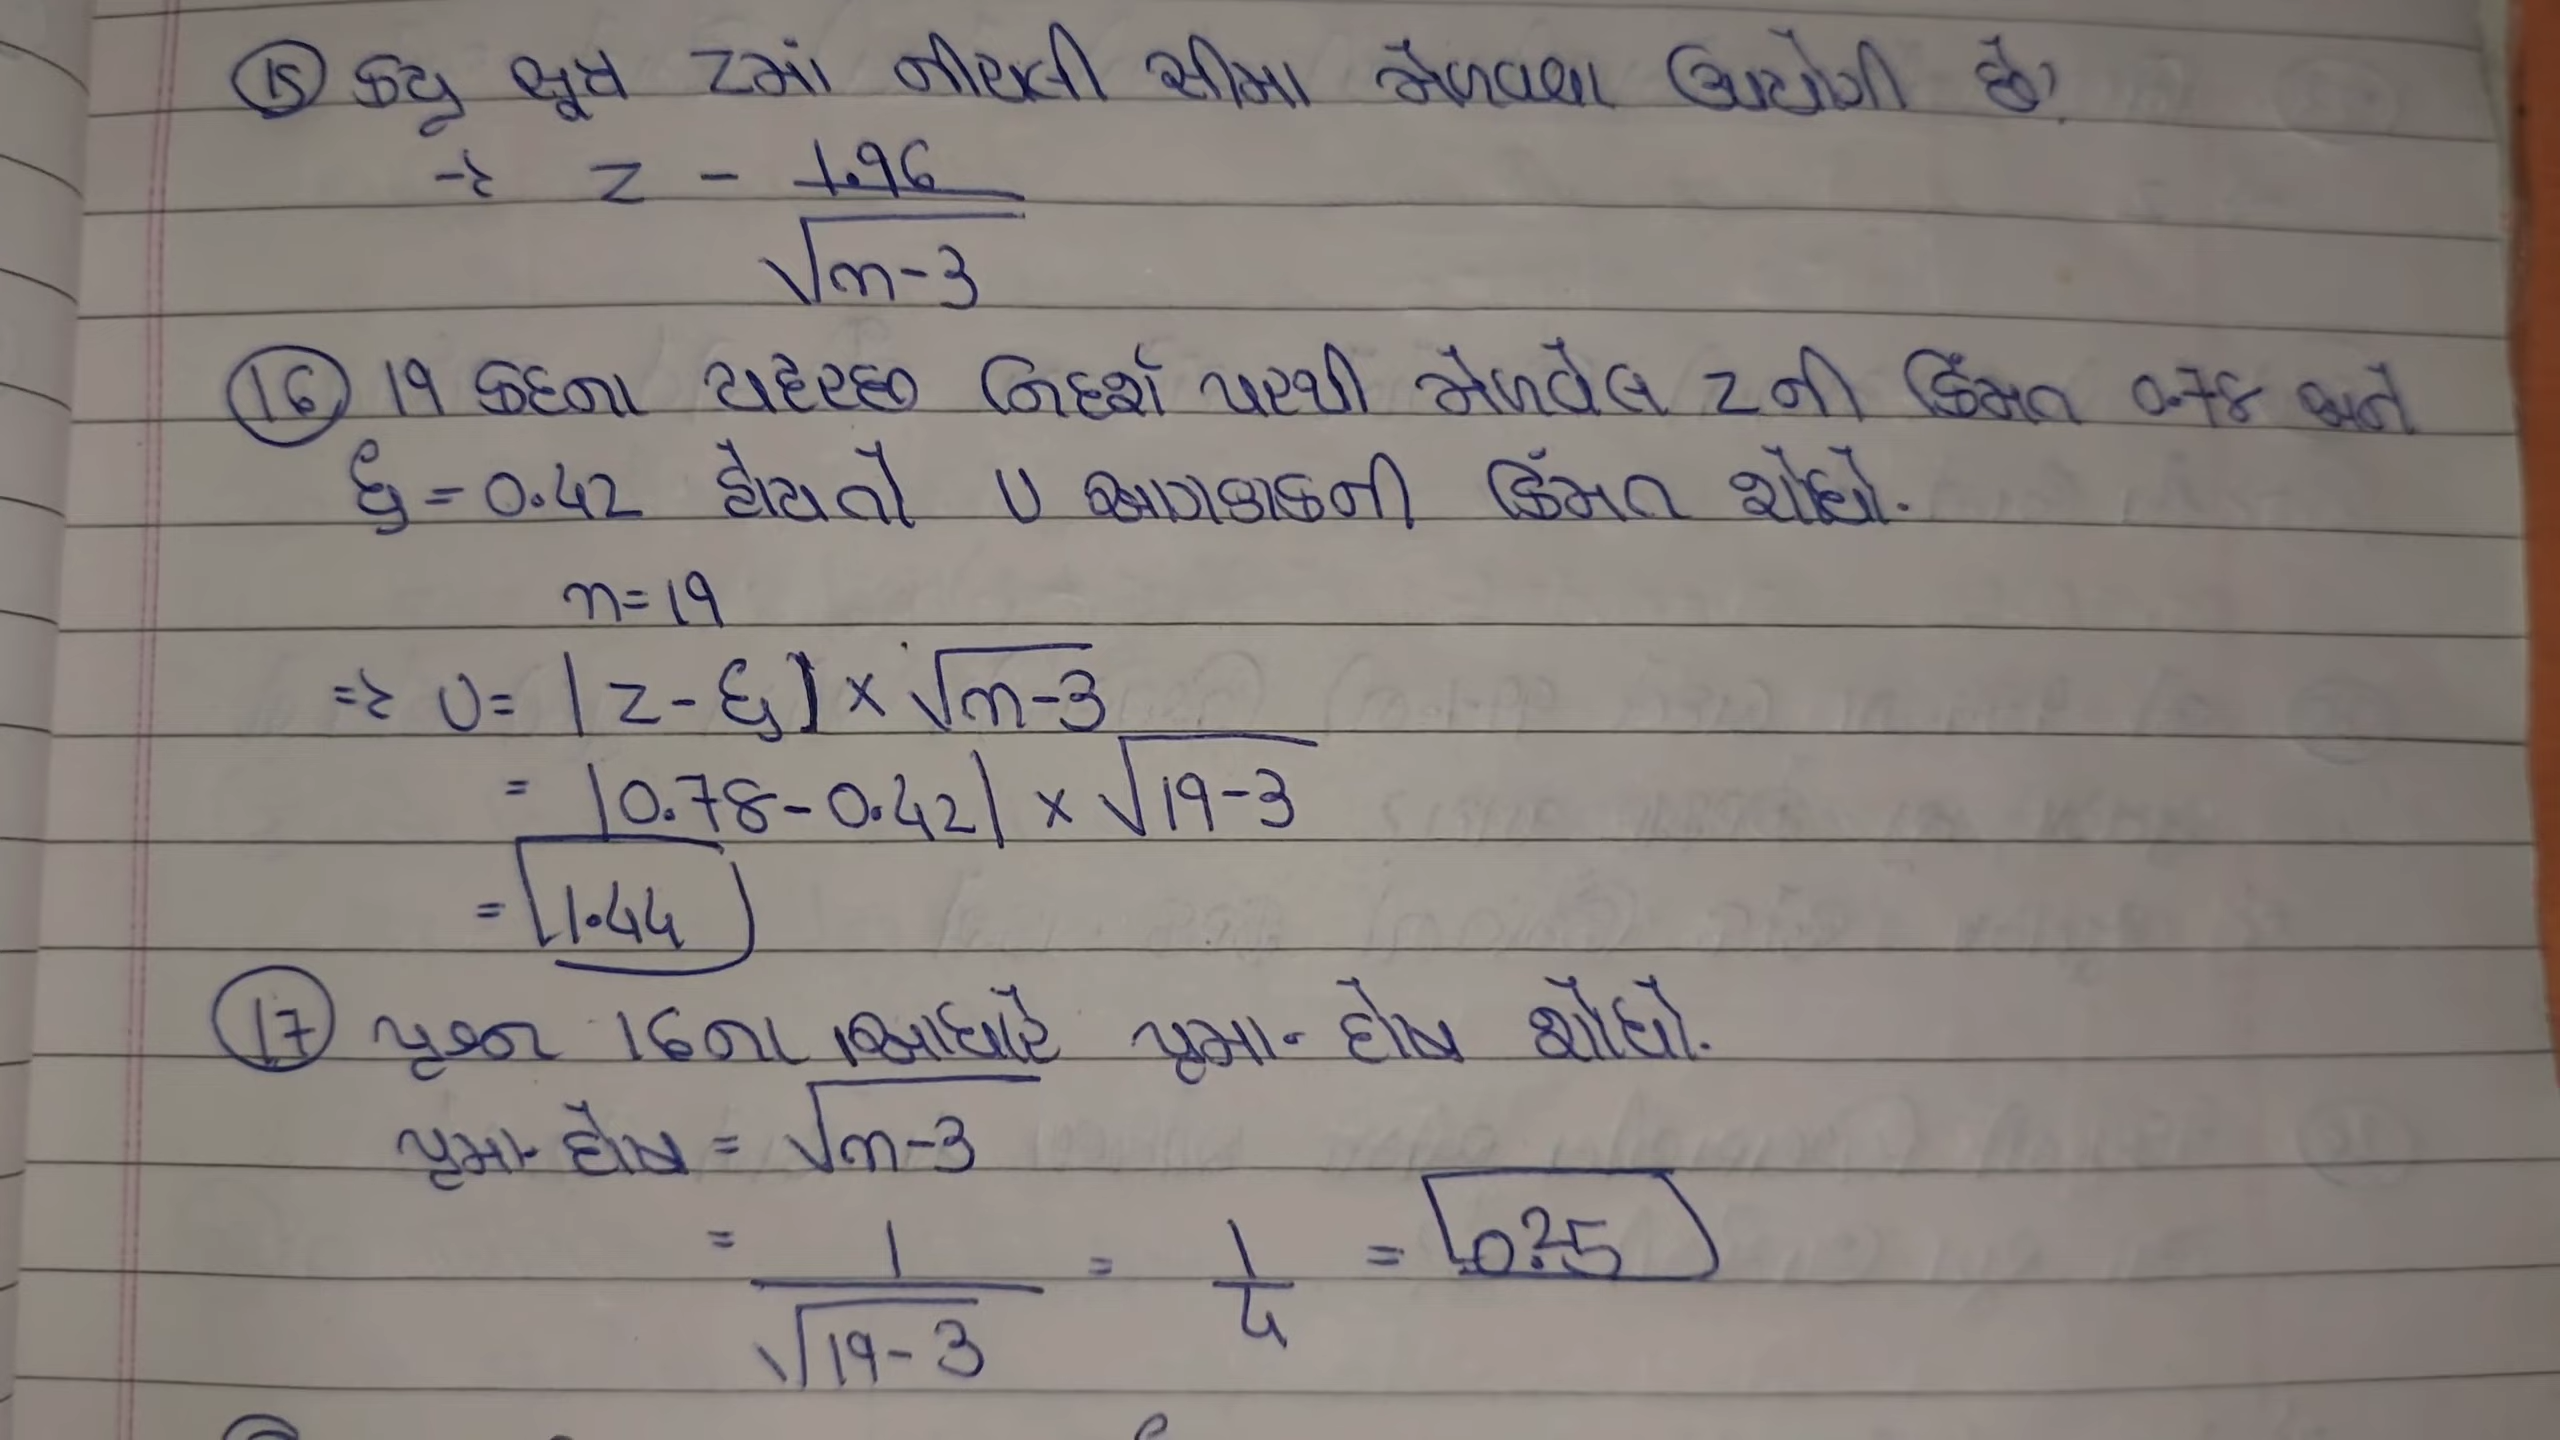 (15) કયુ સૂત્ર Zમાં નીચલી સીમા મેળવવા ઉપયોગી છે?
→ Z - 1.96 / √n-3
(16) 19 કદના યદૈચ્છ નિદર્શ પરથી મેળવેલ Z ની કિંમત 0.78 અને
ξ = 0.42 હોય તો U આગકાકની કિંમત શોધો.
n=19
⇒ U= |Z-ξ| × √n-3
= |0.78-0.42| × √19-3
= 1.44
(17) પ્રશ્ન 16ના આધારે પ્રમા- દોષ શોધો.
પ્રમા- દોષ = √n-3
= 1 / √19-3 = 1/4 = 0.25